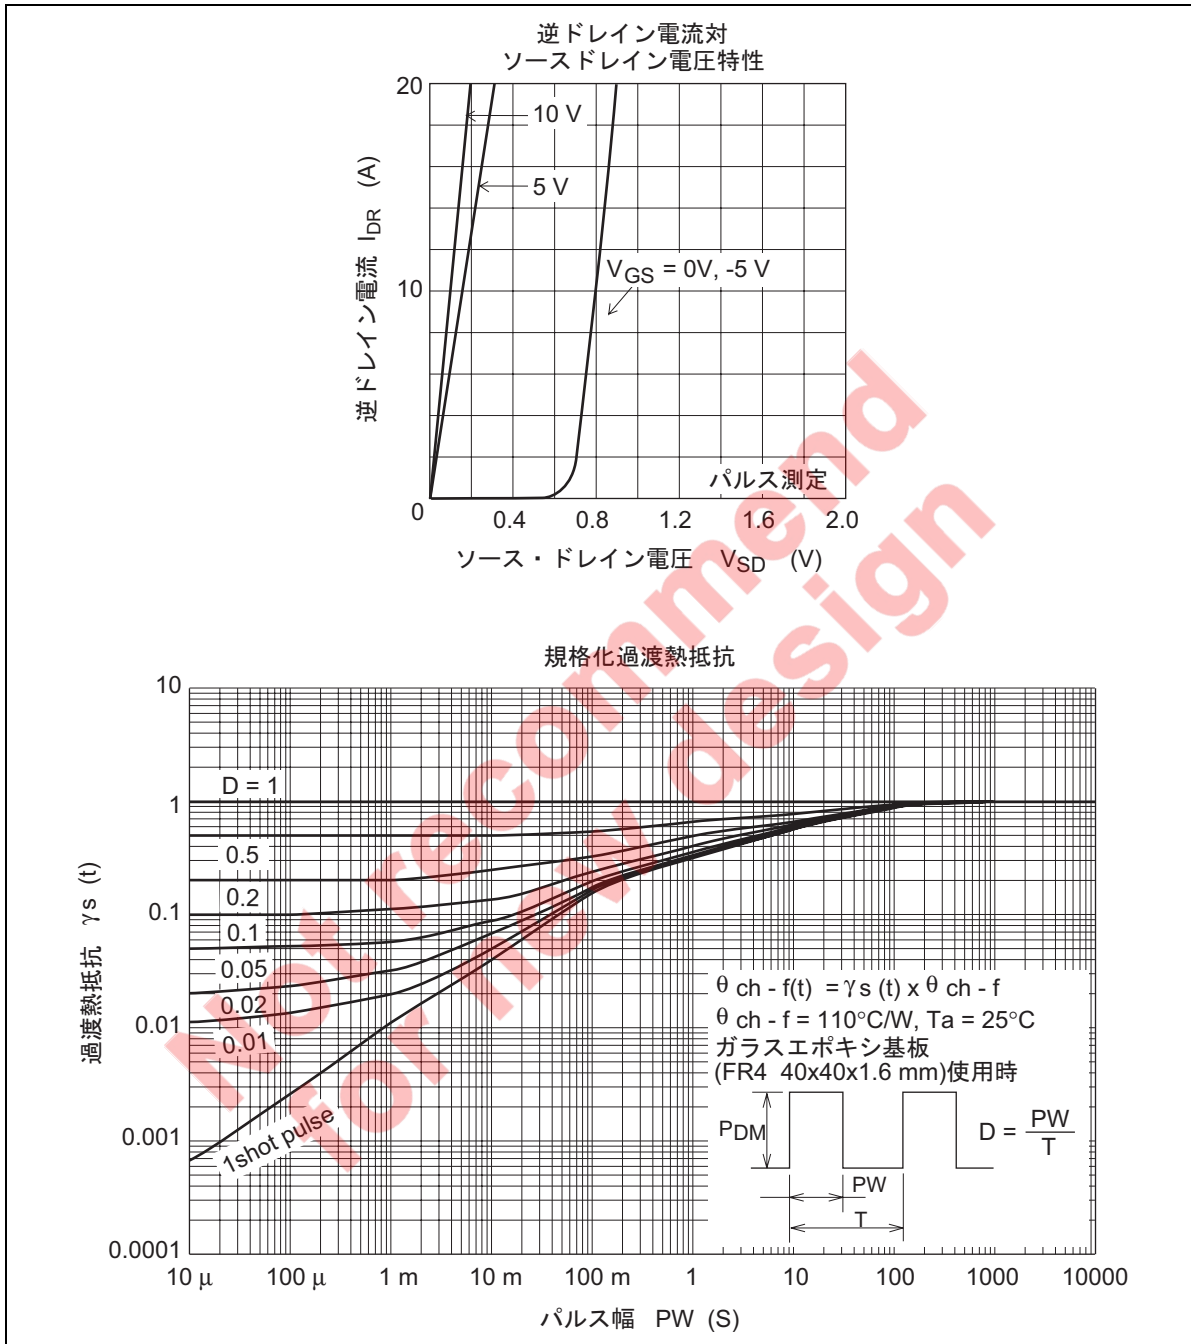 逆ドレイン電流対
ソースドレイン電圧特性
20
10 V
5 V
逆ドレイン電流 IDR (A)
VGS = 0V, -5 V
10
パルス測定
0
0.4
0.8
1.2
1.6
2.0
ソース・ドレイン電圧 VSD (V)
Not recommend
for new design
規格化過渡熱抵抗
10
D = 1
1
0.5
0.2
0.1
0.1
0.05
0.02
0.01
0.01
過渡熱抵抗 γ s (t)
θ ch - f(t) = γ s (t) x θ ch - f
θ ch - f = 110°C/W, Ta = 25°C
ガラスエポキシ基板
(FR4 40x40x1.6 mm)使用時
0.001
1shot pulse
PDM
D = PW
T
PW
T
0.0001
10 μ
100 μ
1 m
10 m
100 m
1
10
100
1000
10000
パルス幅 PW (S)